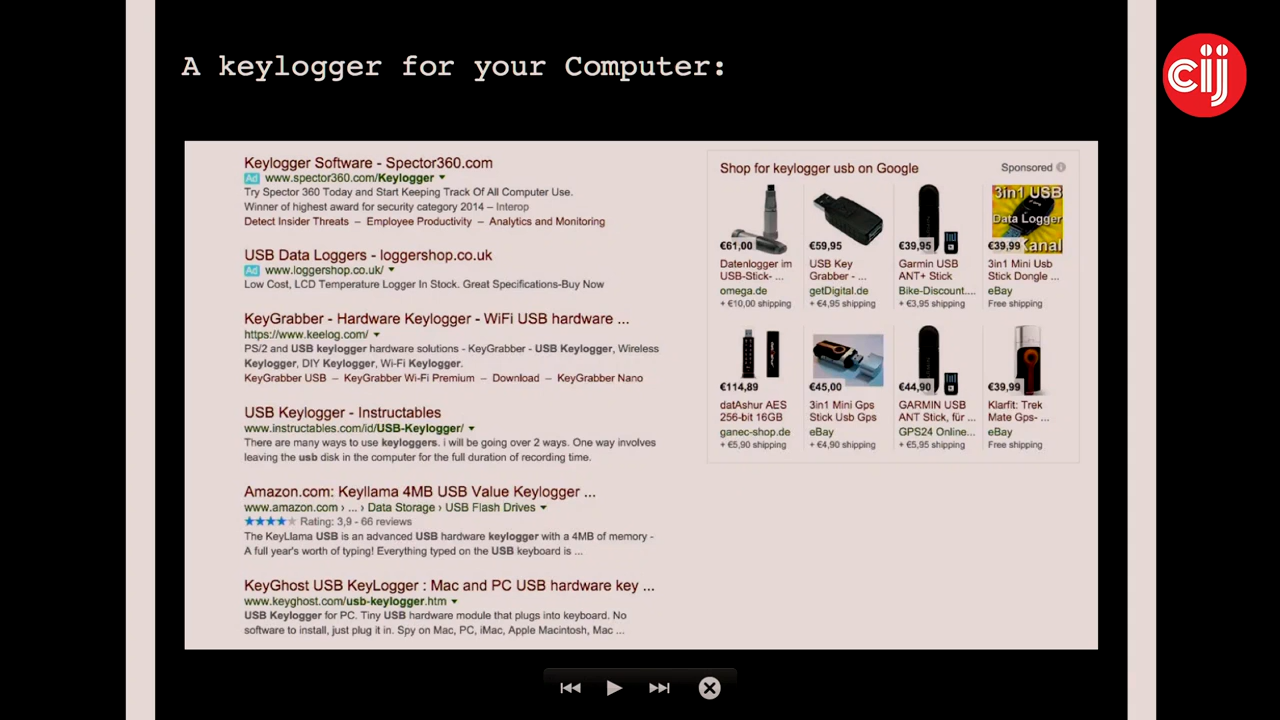 A keylogger for your Computer:
cij
Keylogger Software - Spector360.com
Ad www.spector360.com/Keylogger
Try Spector 360 Today and Start Keeping Track Of All Computer Use.
Winner of highest award for security category 2014 – Interop
Detect Insider Threats – Employee Productivity – Analytics and Monitoring
USB Data Loggers - loggershop.co.uk
Ad www.loggershop.co.uk/
Low Cost, LCD Temperature Logger In Stock. Great Specifications-Buy Now
KeyGrabber - Hardware Keylogger - WiFi USB hardware ...
https://www.keelog.com/
PS/2 and USB keylogger hardware solutions - KeyGrabber - USB Keylogger, Wireless
Keylogger, DIY Keylogger, Wi-Fi Keylogger.
KeyGrabber USB – KeyGrabber Wi-Fi Premium – Download – KeyGrabber Nano
USB Keylogger - Instructables
www.instructables.com/id/USB-Keylogger/
There are many ways to use keyloggers. i will be going over 2 ways. One way involves
leaving the usb disk in the computer for the full duration of recording time.
Amazon.com: Keyllama 4MB USB Value Keylogger ...
www.amazon.com › ... › Data Storage › USB Flash Drives
Rating: 3,9 - 66 reviews
The KeyLlama USB is an advanced USB hardware keylogger with a 4MB of memory -
A full year's worth of typing! Everything typed on the USB keyboard is ...
KeyGhost USB KeyLogger : Mac and PC USB hardware key ...
www.keyghost.com/usb-keylogger.htm
USB Keylogger for PC. Tiny USB hardware module that plugs into keyboard. No
software to install, just plug it in. Spy on Mac, PC, iMac, Apple Macintosh, Mac ...
Shop for keylogger usb on Google Sponsored
3in1 USB
Data Logger
Kanal
€61,00 €59,95 €39,95 €39,99
Datenlogger im USB Key Garmin USB 3in1 Mini Usb
USB-Stick- ... Grabber - ... ANT+ Stick Stick Dongle ...
omega.de getDigital.de Bike-Discount.... eBay
+ €10,00 shipping + €4,95 shipping + €3,95 shipping Free shipping
€114,89 €45,00 €44,90 €39,99
datAshur AES 3in1 Mini Gps GARMIN USB Klarfit: Trek
256-bit 16GB Stick Usb Gps ANT Stick, für ... Mate Gps- ...
ganec-shop.de eBay GPS24 Online... eBay
+ €5,90 shipping + €4,90 shipping + €5,95 shipping Free shipping